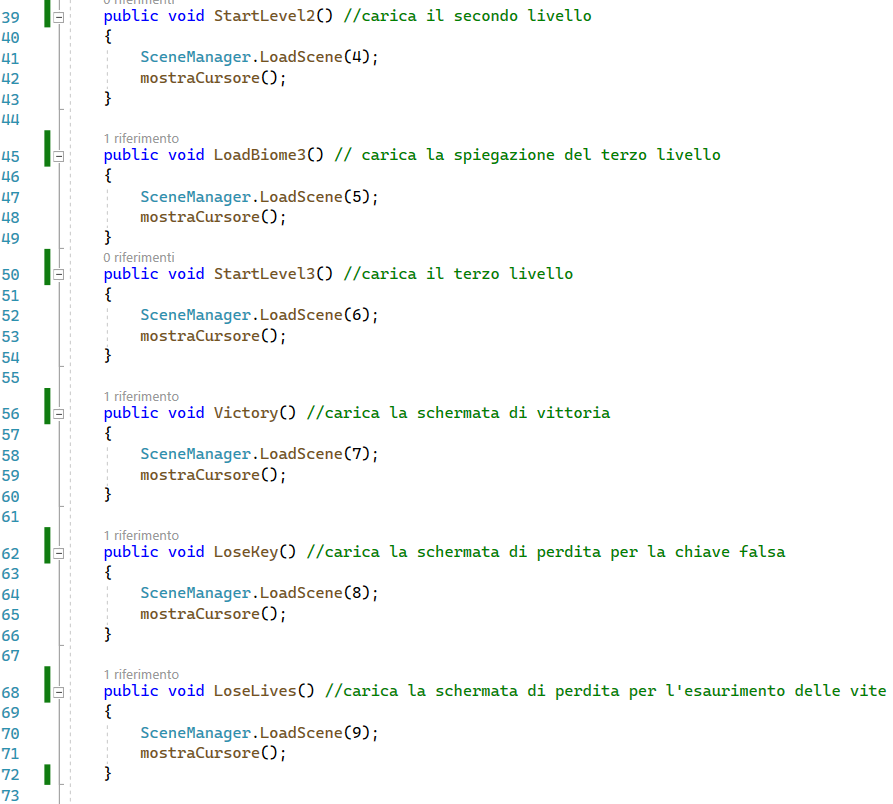 0 riferimenti
39 public void StartLevel2() //carica il secondo livello
40 {
41 SceneManager.LoadScene(4);
42 mostraCursore();
43 }
44
1 riferimento
45 public void LoadBiome3() // carica la spiegazione del terzo livello
46 {
47 SceneManager.LoadScene(5);
48 mostraCursore();
49 }
0 riferimenti
50 public void StartLevel3() //carica il terzo livello
51 {
52 SceneManager.LoadScene(6);
53 mostraCursore();
54 }
55
1 riferimento
56 public void Victory() //carica la schermata di vittoria
57 {
58 SceneManager.LoadScene(7);
59 mostraCursore();
60 }
61
1 riferimento
62 public void LoseKey() //carica la schermata di perdita per la chiave falsa
63 {
64 SceneManager.LoadScene(8);
65 mostraCursore();
66 }
67
1 riferimento
68 public void LoseLives() //carica la schermata di perdita per l'esaurimento delle vite
69 {
70 SceneManager.LoadScene(9);
71 mostraCursore();
72 }
73